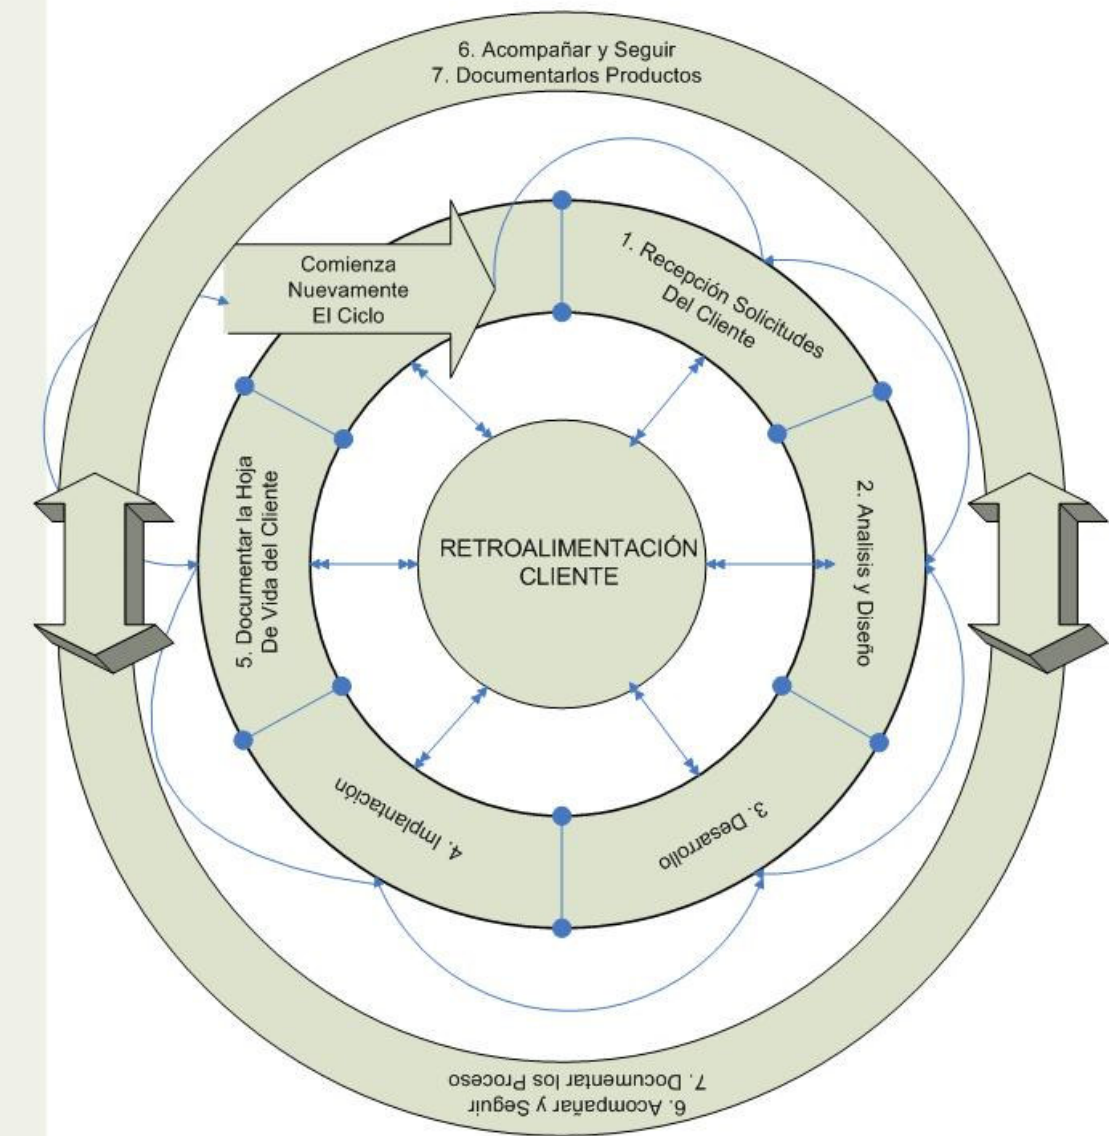 6. Acompañar y Seguir
7. Documentarlos Productos
Comienza
Nuevamente
El Ciclo
1. Recepción Solicitudes
Del Cliente
2. Analisis y Diseño
3. Desarrollo
4. Implantación
5. Documentar la Hoja
De Vida del Cliente
RETROALIMENTACIÓN
CLIENTE
6. Acompañar y Seguir
7. Documentar los Proceso